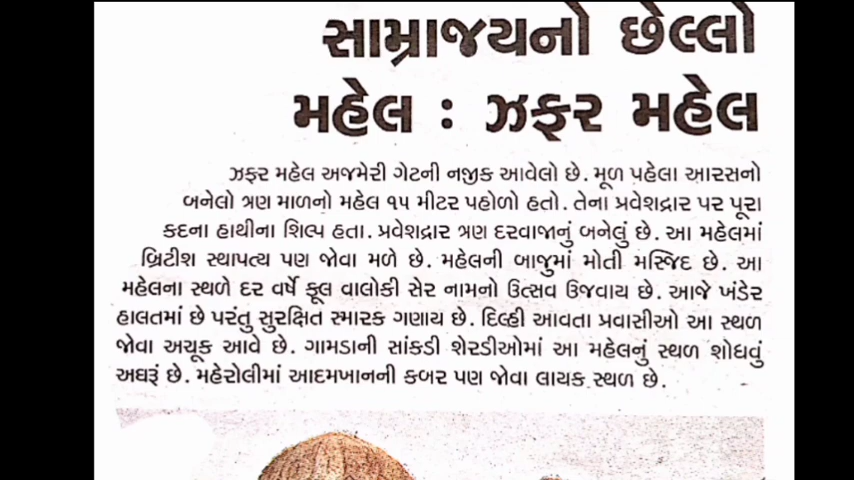 સામ્રાજયનો છેલ્લો
મહેલ : ઝફર મહેલ
ઝફર મહેલ અજમેરી ગેટની નજીક આવેલો છે. મૂળ પહેલા આરસનો
બનેલો ત્રણ માળનો મહેલ ૧૫ મીટર પહોળો હતો. તેના પ્રવેશદ્વાર પર પૂરા
કદના હાથીના શિલ્પ હતા. પ્રવેશદ્વાર ત્રણ દરવાજાનું બનેલું છે. આ મહેલમાં
બ્રિટીશ સ્થાપત્ય પણ જોવા મળે છે. મહેલની બાજુમાં મોતી મસ્જિદ છે. આ
મહેલના સ્થળે દર વર્ષે ફૂલ વાલોકી સેર નામનો ઉત્સવ ઉજવાય છે. આજે ખંડેર
હાલતમાં છે પરંતુ સુરક્ષિત સ્મારક ગણાય છે. દિલ્હી આવતા પ્રવાસીઓ આ સ્થળ
જોવા અચૂક આવે છે. ગામડાની સાંકડી શેરડીઓમાં આ મહેલનું સ્થળ શોધવું
અઘરૂં છે. મહેરોલીમાં આદમખાનની કબર પણ જોવા લાયક સ્થળ છે.